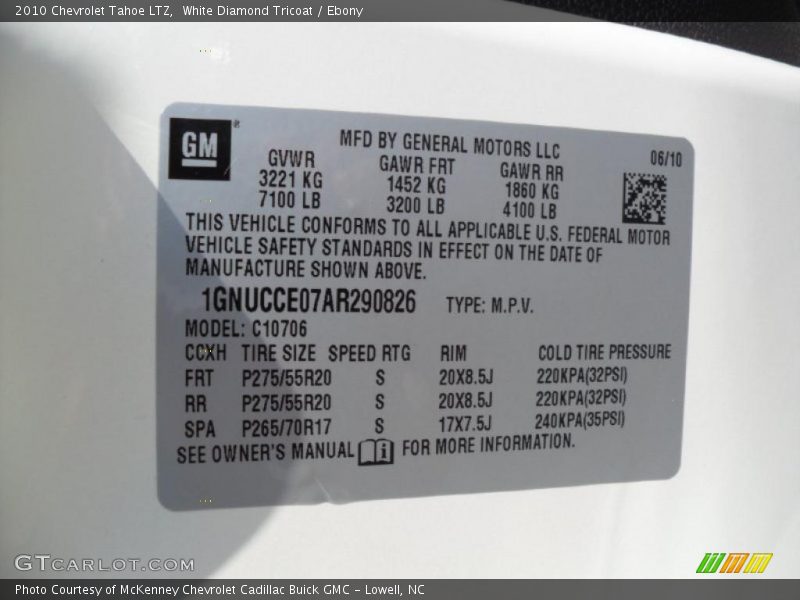 2010 Chevrolet Tahoe LTZ,  White Diamond Tricoat / Ebony
GM®
MFD BY GENERAL MOTORS LLC
06/10
GVWR GAWR FRT GAWR RR
3221 KG 1452 KG 1860 KG
7100 LB 3200 LB 4100 LB
THIS VEHICLE CONFORMS TO ALL APPLICABLE U.S. FEDERAL MOTOR
VEHICLE SAFETY STANDARDS IN EFFECT ON THE DATE OF
MANUFACTURE SHOWN ABOVE.
1GNUCCE07AR290826 TYPE: M.P.V.
MODEL: C10706
CCXH TIRE SIZE SPEED RTG RIM COLD TIRE PRESSURE
FRT P275/55R20 S 20X8.5J 220KPA(32PSI)
RR P275/55R20 S 20X8.5J 220KPA(32PSI)
SPA P265/70R17 S 17X7.5J 240KPA(35PSI)
SEE OWNER'S MANUAL i FOR MORE INFORMATION.
GTCARLOT.COM
Photo Courtesy of McKenney Chevrolet Cadillac Buick GMC - Lowell, NC